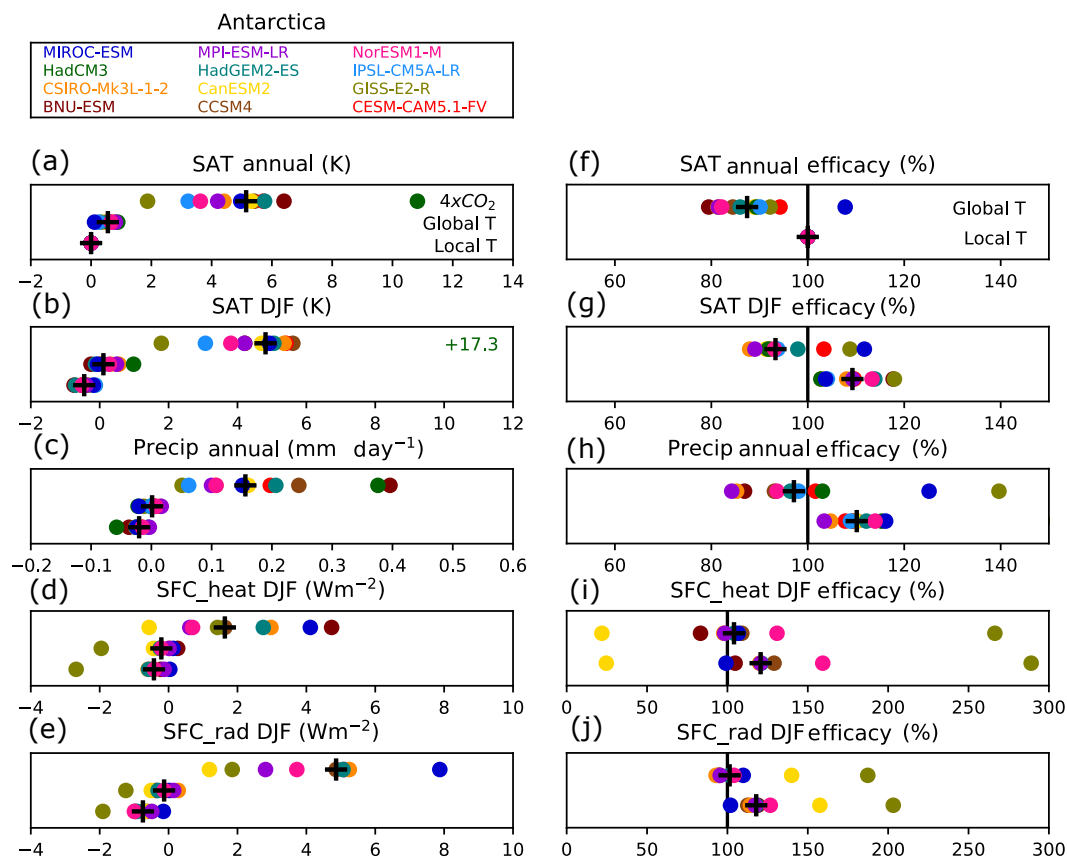 Antarctica
MIROC-ESM MPI-ESM-LR NorESM1-M
HadCM3 HadGEM2-ES IPSL-CM5A-LR
CSIRO-Mk3L-1-2 CanESM2 GISS-E2-R
BNU-ESM CCSM4 CESM-CAM5.1-FV
(a) SAT annual (K)
4xCO₂
Global T
Local T
−2 0 2 4 6 8 10 12 14
(f) SAT annual efficacy (%)
Global T
Local T
60 80 100 120 140
(b) SAT DJF (K)
+17.3
−2 0 2 4 6 8 10 12
(g) SAT DJF efficacy (%)
60 80 100 120 140
(c) Precip annual (mm day⁻¹)
−0.2 −0.1 0.0 0.1 0.2 0.3 0.4 0.5 0.6
(h) Precip annual efficacy (%)
60 80 100 120 140
(d) SFC_heat DJF (Wm⁻²)
−4 −2 0 2 4 6 8 10
(i) SFC_heat DJF efficacy (%)
0 50 100 150 200 250 300
(e) SFC_rad DJF (Wm⁻²)
−4 −2 0 2 4 6 8 10
(j) SFC_rad DJF efficacy (%)
0 50 100 150 200 250 300